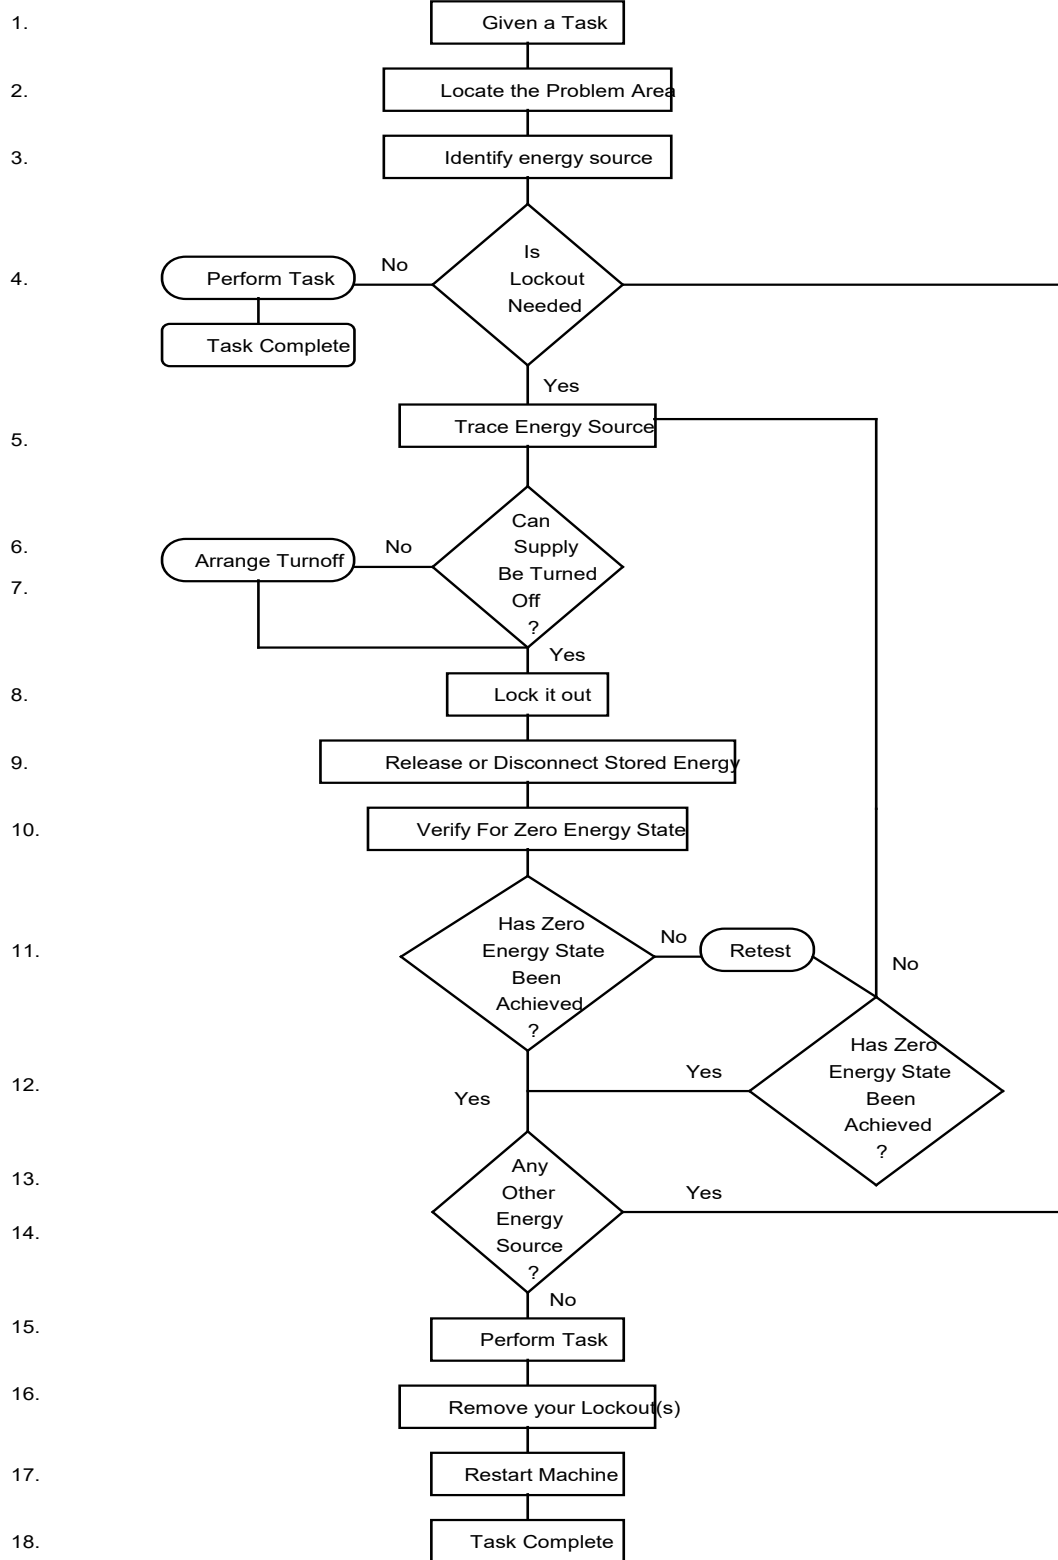 1.
Given a Task
2.
Locate the Problem Area
3.
Identify energy source
Is
Lockout
Needed
No
4.
Perform Task
Task Complete
Yes
Trace Energy Source
5.
Can
Supply
Be Turned
Off
?
6.
No
Arrange Turnoff
7.
Yes
8.
Lock it out
9.
Release or Disconnect Stored Energy
10.
Verify For Zero Energy State
Has Zero
Energy State
Been
Achieved
?
11.
No
Retest
No
Has Zero
Energy State
Been
Achieved
?
12.
Yes
Yes
13.
Any
Other
Energy
Source
?
Yes
14.
No
15.
Perform Task
16.
Remove your Lockout(s)
17.
Restart Machine
18.
Task Complete